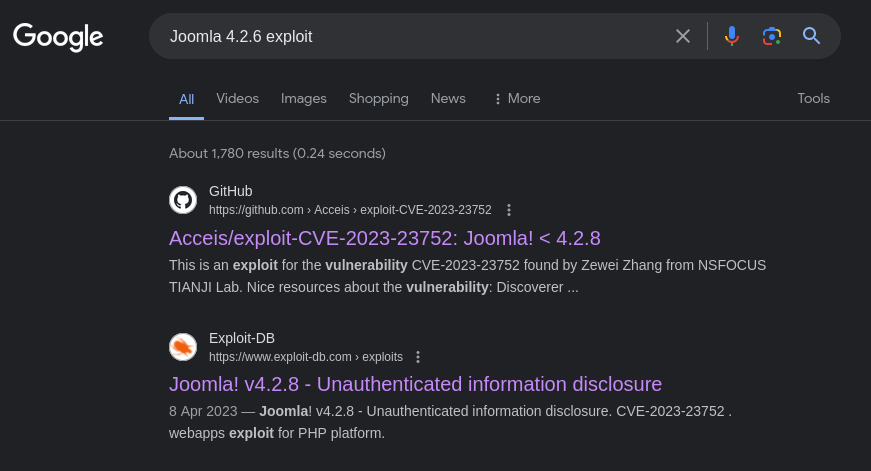 Google
Joomla 4.2.6 exploit
All Videos Images Shopping News More Tools
About 1,780 results (0.24 seconds)
GitHub
https://github.com › Acceis › exploit-CVE-2023-23752
Acceis/exploit-CVE-2023-23752: Joomla! < 4.2.8
This is an exploit for the vulnerability CVE-2023-23752 found by Zewei Zhang from NSFOCUS
TIANJI Lab. Nice resources about the vulnerability: Discoverer ...
Exploit-DB
https://www.exploit-db.com › exploits
Joomla! v4.2.8 - Unauthenticated information disclosure
8 Apr 2023 — Joomla! v4.2.8 - Unauthenticated information disclosure. CVE-2023-23752 .
webapps exploit for PHP platform.